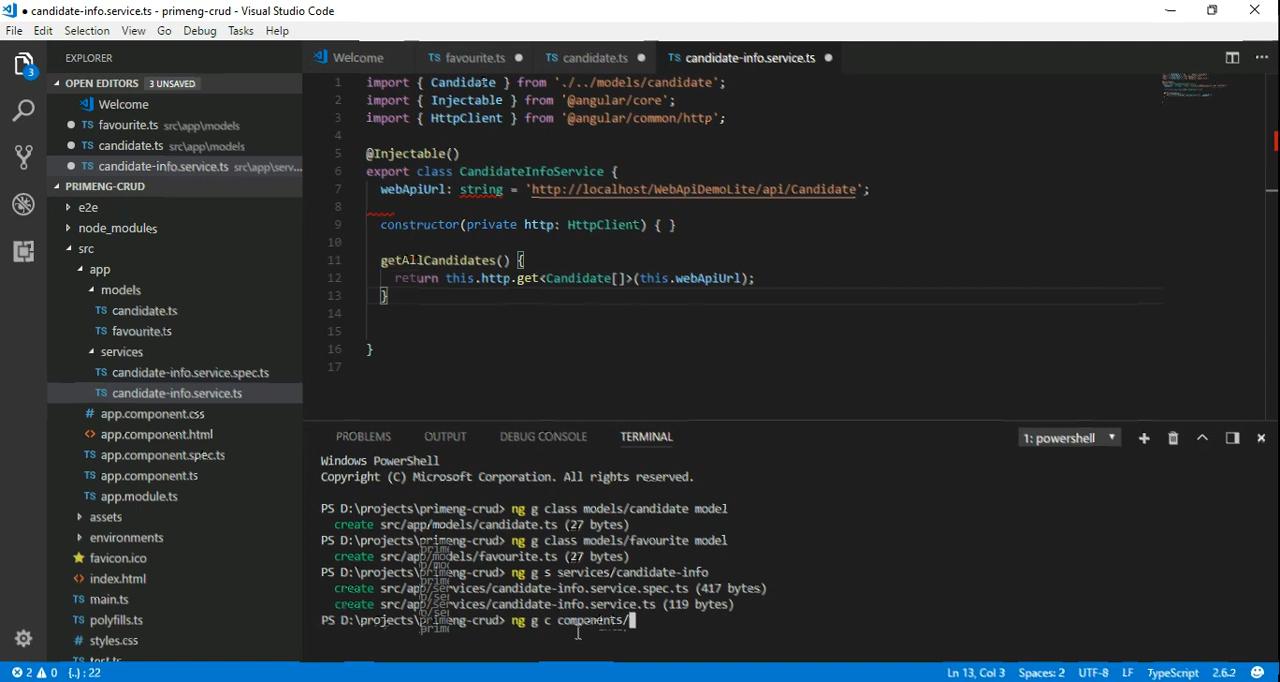 candidate-info.service.ts - primeng-crud - Visual Studio Code
File Edit Selection View Go Debug Tasks Help
EXPLORER
OPEN EDITORS 3 UNSAVED
Welcome
TS favourite.ts src\app\models
TS candidate.ts src\app\models
TS candidate-info.service.ts src\app\serv...
PRIMENG-CRUD
e2e
node_modules
src
app
models
TS candidate.ts
TS favourite.ts
services
TS candidate-info.service.spec.ts
TS candidate-info.service.ts
# app.component.css
<> app.component.html
TS app.component.spec.ts
TS app.component.ts
TS app.module.ts
assets
environments
favicon.ico
<> index.html
TS main.ts
TS polyfills.ts
# styles.css
TS test.ts
3
Welcome TS favourite.ts TS candidate.ts TS candidate-info.service.ts
1 import { Candidate } from './../models/candidate';
2 import { Injectable } from '@angular/core';
3 import { HttpClient } from '@angular/common/http';
4
5 @Injectable()
6 export class CandidateInfoService {
7 webApiUrl: string = 'http://localhost/WebApiDemoLite/api/Candidate';
8
9 constructor(private http: HttpClient) { }
10
11 getAllCandidates() {
12 return this.http.get<Candidate[]>(this.webApiUrl);
13 }
14
15
16 }
17
PROBLEMS OUTPUT DEBUG CONSOLE TERMINAL 1: powershell
Windows PowerShell
Copyright (C) Microsoft Corporation. All rights reserved.
PS D:\projects\primeng-crud> ng g class models/candidate model
create src/app/models/candidate.ts (27 bytes)
PS D:\projects\primeng-crud> ng g class models/favourite model
create src/app/models/favourite.ts (27 bytes)
PS D:\projects\primeng-crud> ng g s services/candidate-info
create src/app/services/candidate-info.service.spec.ts (417 bytes)
create src/app/services/candidate-info.service.ts (119 bytes)
PS D:\projects\primeng-crud> ng g c components/
2 0 {..} : 22 Ln 13, Col 3 Spaces: 2 UTF-8 LF TypeScript 2.6.2